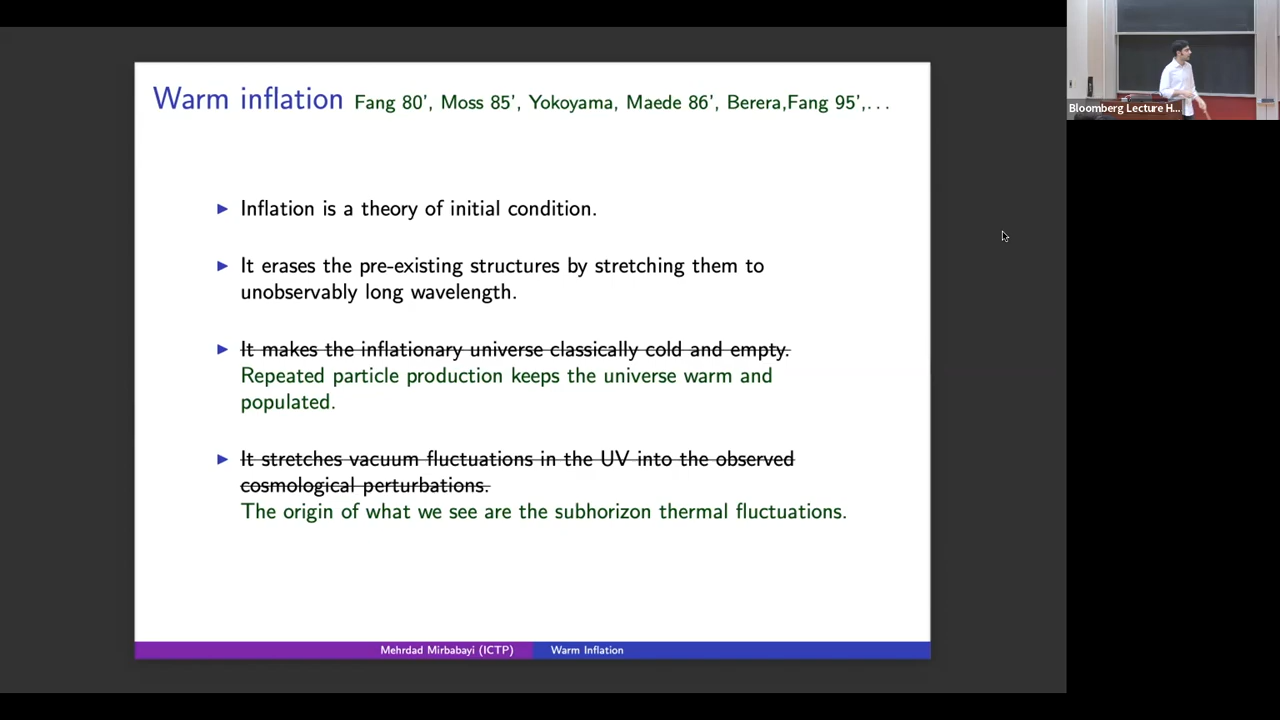 Warm inflation Fang 80', Moss 85', Yokoyama, Maede 86', Berera,Fang 95',...
Bloomberg Lecture H...
Inflation is a theory of initial condition.
It erases the pre-existing structures by stretching them to
unobservably long wavelength.
It makes the inflationary universe classically cold and empty.
Repeated particle production keeps the universe warm and
populated.
It stretches vacuum fluctuations in the UV into the observed
cosmological perturbations.
The origin of what we see are the subhorizon thermal fluctuations.
Mehrdad Mirbabayi (ICTP) Warm Inflation